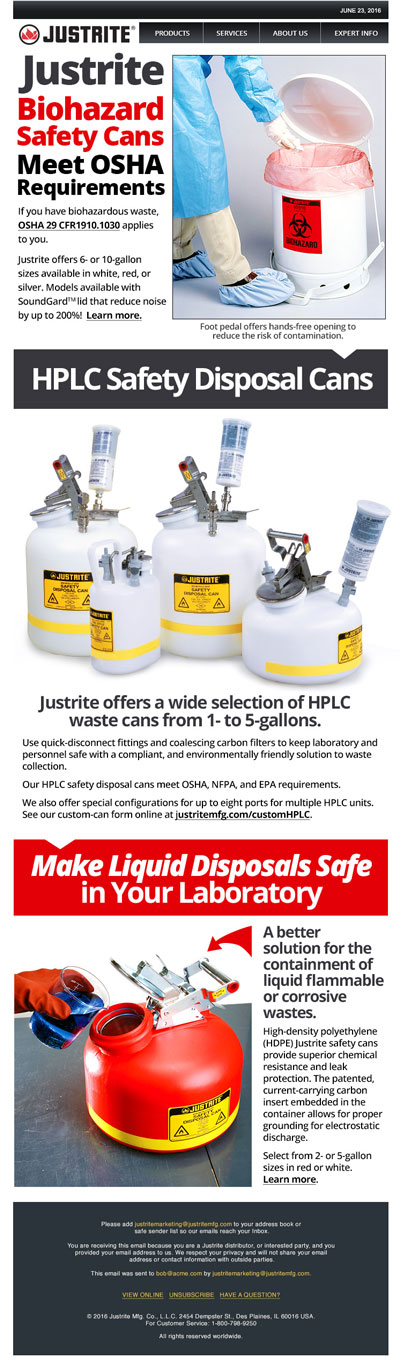 JUNE 23, 2016
JUSTRITE®
PRODUCTS
SERVICES
ABOUT US
EXPERT INFO
Justrite
Biohazard
Safety Cans
Meet OSHA
Requirements
If you have biohazardous waste,
OSHA 29 CFR1910.1030 applies
to you.
Justrite offers 6- or 10-gallon
sizes available in white, red, or
silver. Models available with
SoundGard™ lid that reduce noise
by up to 200%! Learn more.
BIOHAZARD
Foot pedal offers hands-free opening to
reduce the risk of contamination.
HPLC Safety Disposal Cans
JUSTRITE
SAFETY
DISPOSAL CAN
JUSTRITE
JUSTRITE
SAFETY
DISPOSAL CAN
JUSTRITE
SAFETY
DISPOSAL CAN
Justrite offers a wide selection of HPLC
waste cans from 1- to 5-gallons.
Use quick-disconnect fittings and coalescing carbon filters to keep laboratory and
personnel safe with a compliant, and environmentally friendly solution to waste
collection.
Our HPLC safety disposal cans meet OSHA, NFPA, and EPA requirements.
We also offer special configurations for up to eight ports for multiple HPLC units.
See our custom-can form online at justritemfg.com/customHPLC.
Make Liquid Disposals Safe
in Your Laboratory
A better
solution for the
containment of
liquid flammable
or corrosive
wastes.
High-density polyethylene
(HDPE) Justrite safety cans
provide superior chemical
resistance and leak
protection. The patented,
current-carrying carbon
insert embedded in the
container allows for proper
grounding for electrostatic
discharge.
Select from 2- or 5-gallon
sizes in red or white.
Learn more.
JUSTRITE
SAFETY
DISPOSAL CAN
Please add justritemarketing@justritemfg.com to your address book or
safe sender list so our emails reach your Inbox.
You are receiving this email because you are a Justrite distributor, or interested party, and you
provided your email address to us. We respect your privacy and will not share your email
address or contact information with outside parties.
This email was sent to bob@acme.com by justritemarketing@justritemfg.com.
VIEW ONLINE UNSUBSCRIBE HAVE A QUESTION?
© 2016 Justrite Mfg. Co., L.L.C. 2454 Dempster St., Des Plaines, IL 60016 USA.
For Customer Service: 1-800-798-9250
All rights reserved worldwide.